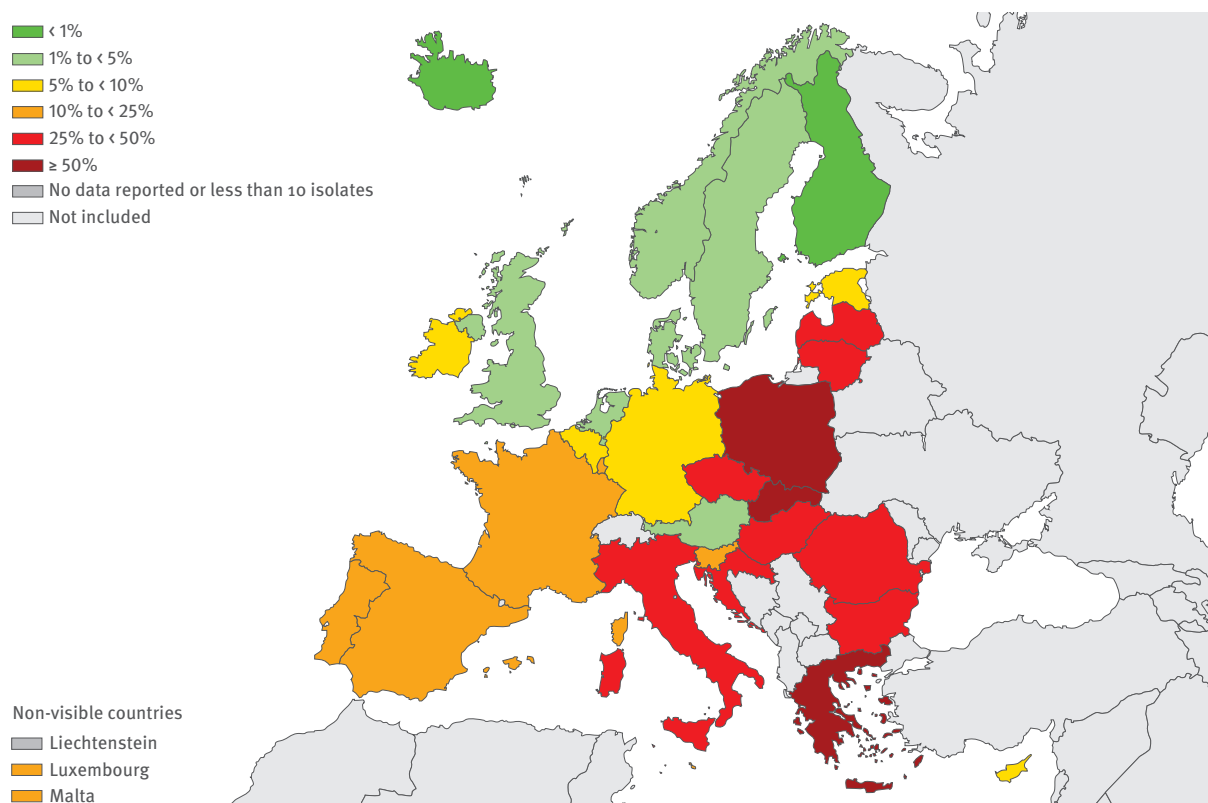 < 1%
1% to < 5%
5% to < 10%
10% to < 25%
25% to < 50%
≥ 50%
No data reported or less than 10 isolates
Not included
Non-visible countries
Liechtenstein
Luxembourg
Malta